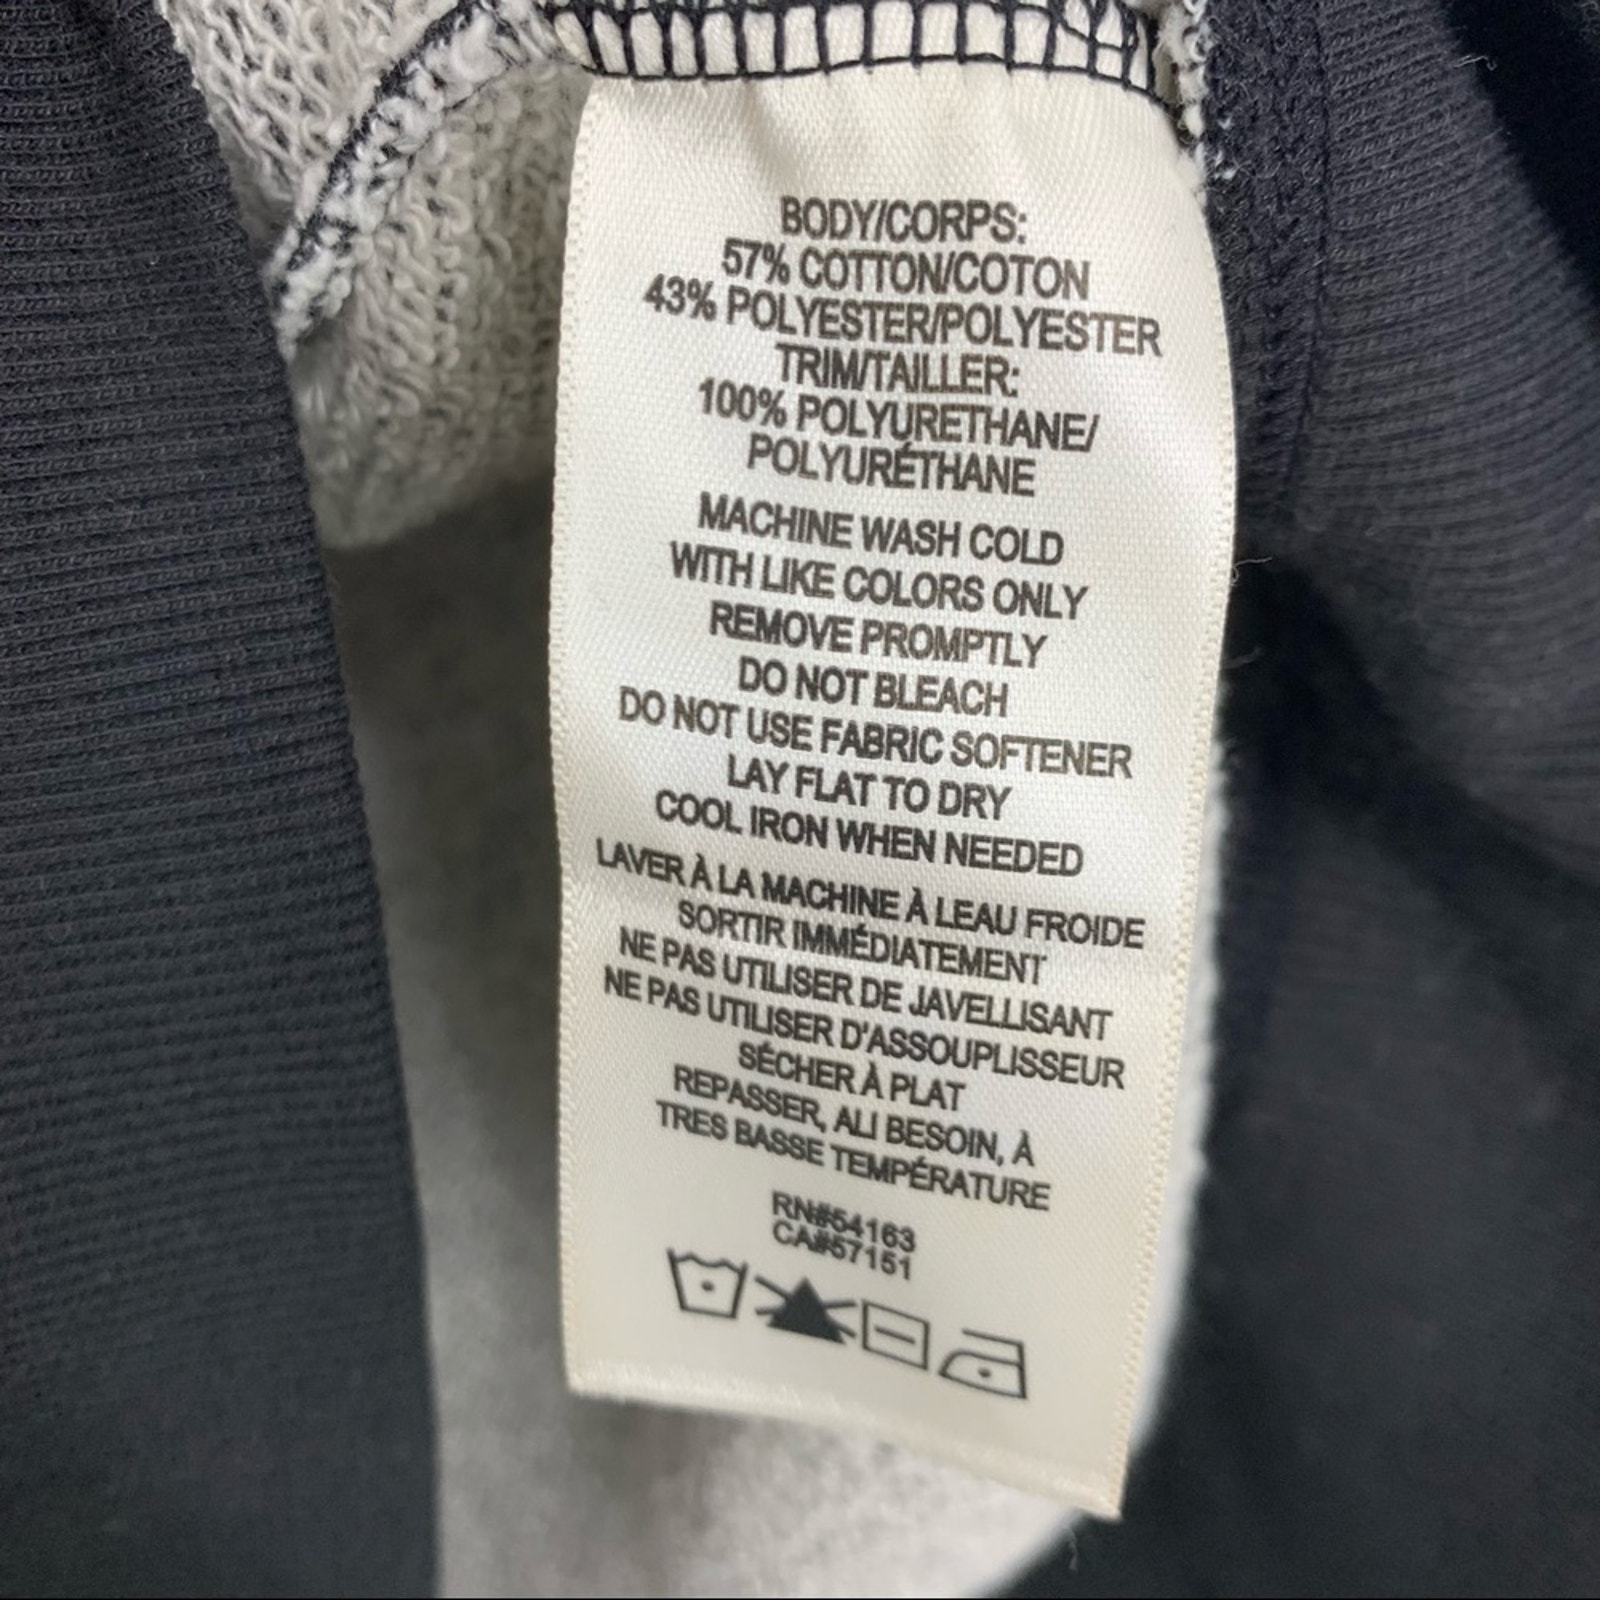 BODY/CORPS:
57% COTTON/COTON
43% POLYESTER/POLYESTER
TRIM/TAILLER:
100% POLYURETHANE/
POLYURÉTHANE
MACHINE WASH COLD
WITH LIKE COLORS ONLY
REMOVE PROMPTLY
DO NOT BLEACH
DO NOT USE FABRIC SOFTENER
LAY FLAT TO DRY
COOL IRON WHEN NEEDED
LAVER À LA MACHINE À LEAU FROIDE
SORTIR IMMÉDIATEMENT
NE PAS UTILISER DE JAVELLISANT
NE PAS UTILISER D'ASSOUPLISSEUR
SÉCHER À PLAT
REPASSER, ALI BESOIN, À
TRES BASSE TEMPÉRATURE
RN#54163
CA#57151